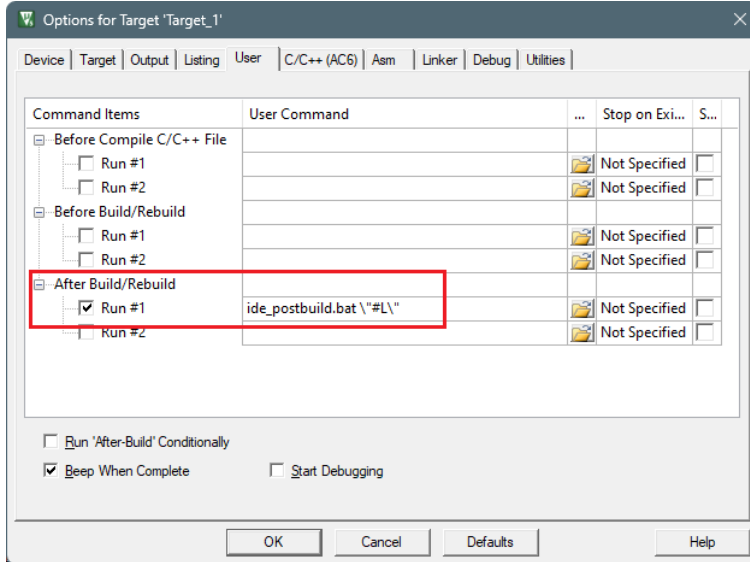 Options for Target 'Target_1'
Device Target Output Listing User C/C++ (AC6) Asm Linker Debug Utilities
Command Items User Command ... Stop on Exi... S...
Before Compile C/C++ File
Run #1 Not Specified
Run #2 Not Specified
Before Build/Rebuild
Run #1 Not Specified
Run #2 Not Specified
After Build/Rebuild
Run #1 ide_postbuild.bat \"#L\" Not Specified
Run #2 Not Specified
Run 'After-Build' Conditionally
Beep When Complete Start Debugging
OK Cancel Defaults Help